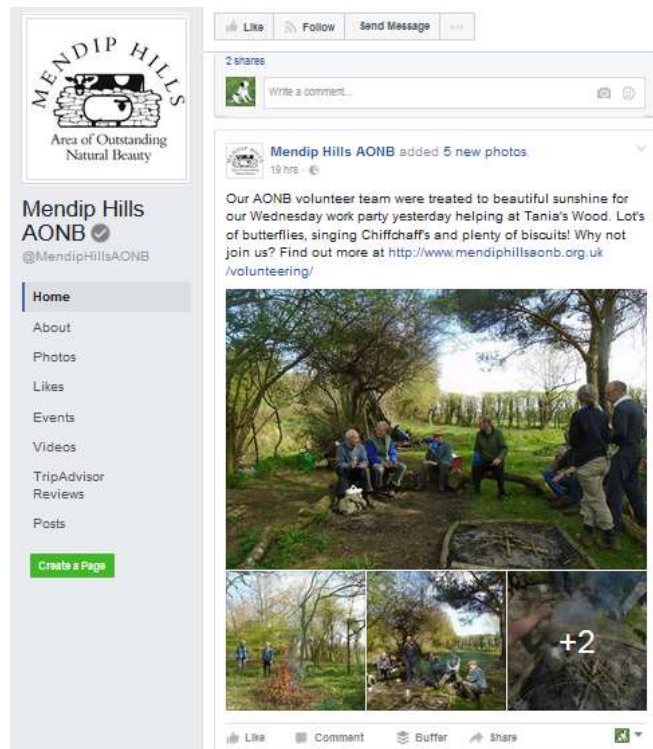 MENDIP HILLS
Area of Outstanding
Natural Beauty
Mendip Hills
AONB
@MendipHillsAONB
Home
About
Photos
Likes
Events
Videos
TripAdvisor
Reviews
Posts
Create a Page
Like
Follow
Send Message
2 shares
Write a comment...
Mendip Hills AONB added 5 new photos.
19 hrs ·
Our AONB volunteer team were treated to beautiful sunshine for
our Wednesday work party yesterday helping at Tania's Wood. Lot's
of butterflies, singing Chiffchaff's and plenty of biscuits! Why not
join us? Find out more at http://www.mendiphillsaonb.org.uk
/volunteering/
+2
Like Comment Buffer Share